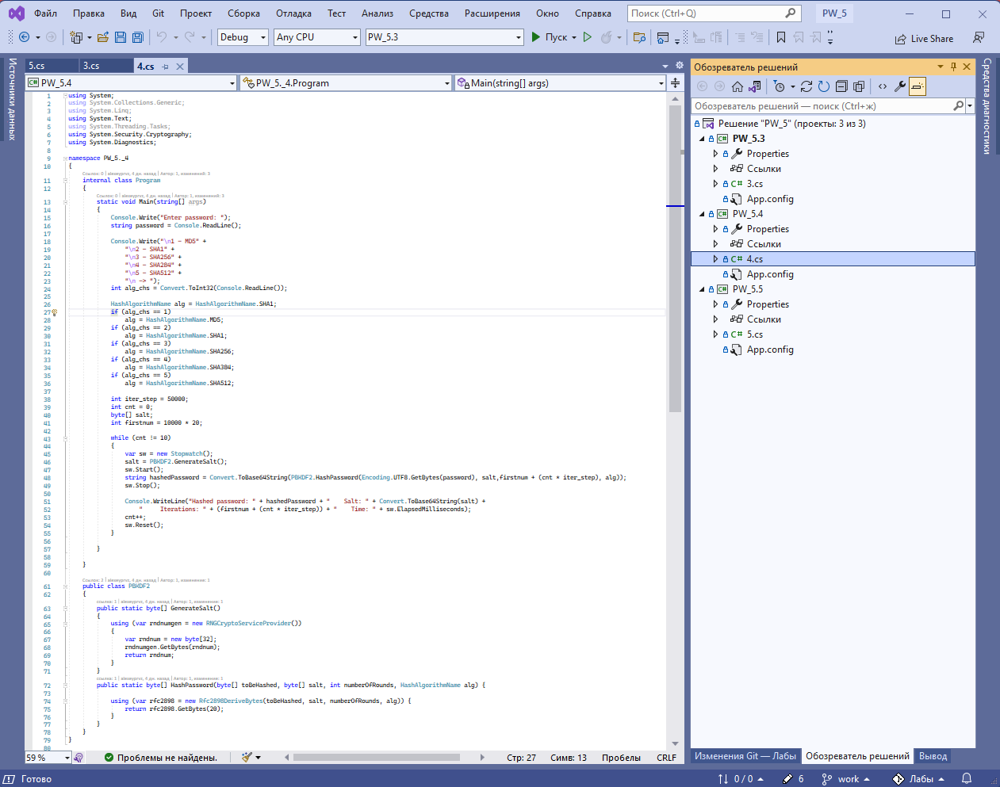 Файл Правка Вид Git Проект Сборка Отладка Тест Анализ Средства Расширения Окно Справка Поиск (Ctrl+Q) PW_5
Debug Any CPU PW_5.3 Пуск Live Share
Источники данных
5.cs 3.cs 4.cs
PW_5.4 PW_5._4.Program Main(string[] args)
1 using System;
2 using System.Collections.Generic;
3 using System.Linq;
4 using System.Text;
5 using System.Threading.Tasks;
6 using System.Security.Cryptography;
7 using System.Diagnostics;
8
9 namespace PW_5._4
10 {
11 internal class Program
12 {
13 static void Main(string[] args)
14 {
15 Console.Write("Enter password: ");
16 string password = Console.ReadLine();
17
18 Console.Write("\n1 - MD5" +
19 "\n2 - SHA1" +
20 "\n3 - SHA256" +
21 "\n4 - SHA284" +
22 "\n5 - SHA512" +
23 "\n -> ");
24 int alg_chs = Convert.ToInt32(Console.ReadLine());
25
26 HashAlgorithmName alg = HashAlgorithmName.SHA1;
27 if (alg_chs == 1)
28 alg = HashAlgorithmName.MD5;
29 if (alg_chs == 2)
30 alg = HashAlgorithmName.SHA1;
31 if (alg_chs == 3)
32 alg = HashAlgorithmName.SHA256;
33 if (alg_chs == 4)
34 alg = HashAlgorithmName.SHA384;
35 if (alg_chs == 5)
36 alg = HashAlgorithmName.SHA512;
37
38 int iter_step = 50000;
39 int cnt = 0;
40 byte[] salt;
41 int firstnum = 10000 * 20;
42
43 while (cnt != 10)
44 {
45 var sw = new Stopwatch();
46 salt = PBKDF2.GenerateSalt();
47 sw.Start();
48 string hashedPassword = Convert.ToBase64String(PBKDF2.HashPassword(Encoding.UTF8.GetBytes(password), salt,firstnum + (cnt * iter_step), alg));
49 sw.Stop();
50
51 Console.WriteLine("Hashed password: " + hashedPassword + " Salt: " + Convert.ToBase64String(salt) +
52 " Iterations: " + (firstnum + (cnt * iter_step)) + " Time: " + sw.ElapsedMilliseconds);
53 cnt++;
54 sw.Reset();
55 }
56
57 }
58
59 }
60
61 public class PBKDF2
62 {
63 public static byte[] GenerateSalt()
64 {
65 using (var rndnumgen = new RNGCryptoServiceProvider())
66 {
67 var rndnum = new byte[32];
68 rndnumgen.GetBytes(rndnum);
69 return rndnum;
70 }
71 }
72 public static byte[] HashPassword(byte[] toBeHashed, byte[] salt, int numberOfRounds, HashAlgorithmName alg) {
73
74 using (var rfc2898 = new Rfc2898DeriveBytes(toBeHashed, salt, numberOfRounds, alg)) {
75 return rfc2898.GetBytes(20);
76 }
77 }
78 }
79 }
80
59 % Проблемы не найдены. Стр: 27 Симв: 13 Пробелы CRLF
Обозреватель решений
Обозреватель решений — поиск (Ctrl+ж)
Решение "PW_5" (проекты: 3 из 3)
PW_5.3
Properties
Ссылки
C# 3.cs
App.config
PW_5.4
Properties
Ссылки
C# 4.cs
App.config
PW_5.5
Properties
Ссылки
C# 5.cs
App.config
Изменения Git — Лабы Обозреватель решений Вывод
Средства диагностики
Готово 0 / 0 6 work Лабы